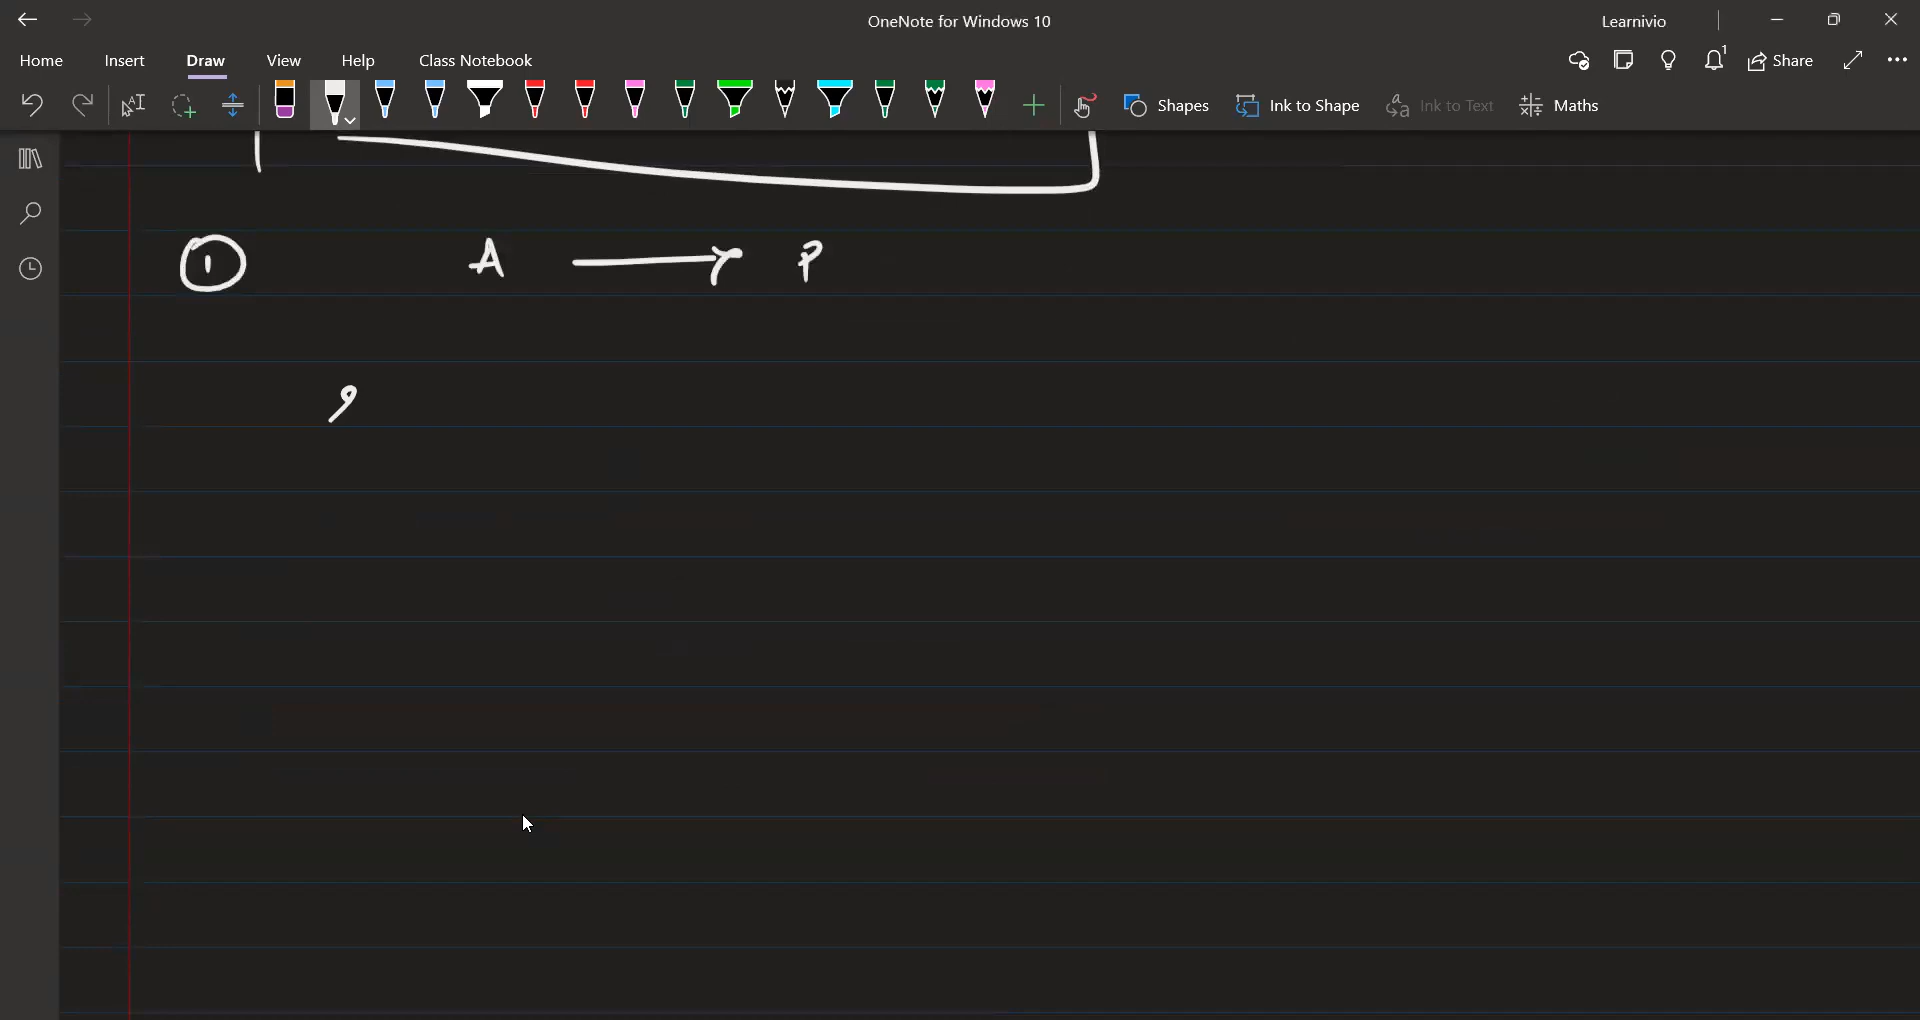 OneNote for Windows 10 Learnivio
Home Insert Draw View Help Class Notebook 1 Share
Shapes Ink to Shape Ink to Text Maths
① A → P